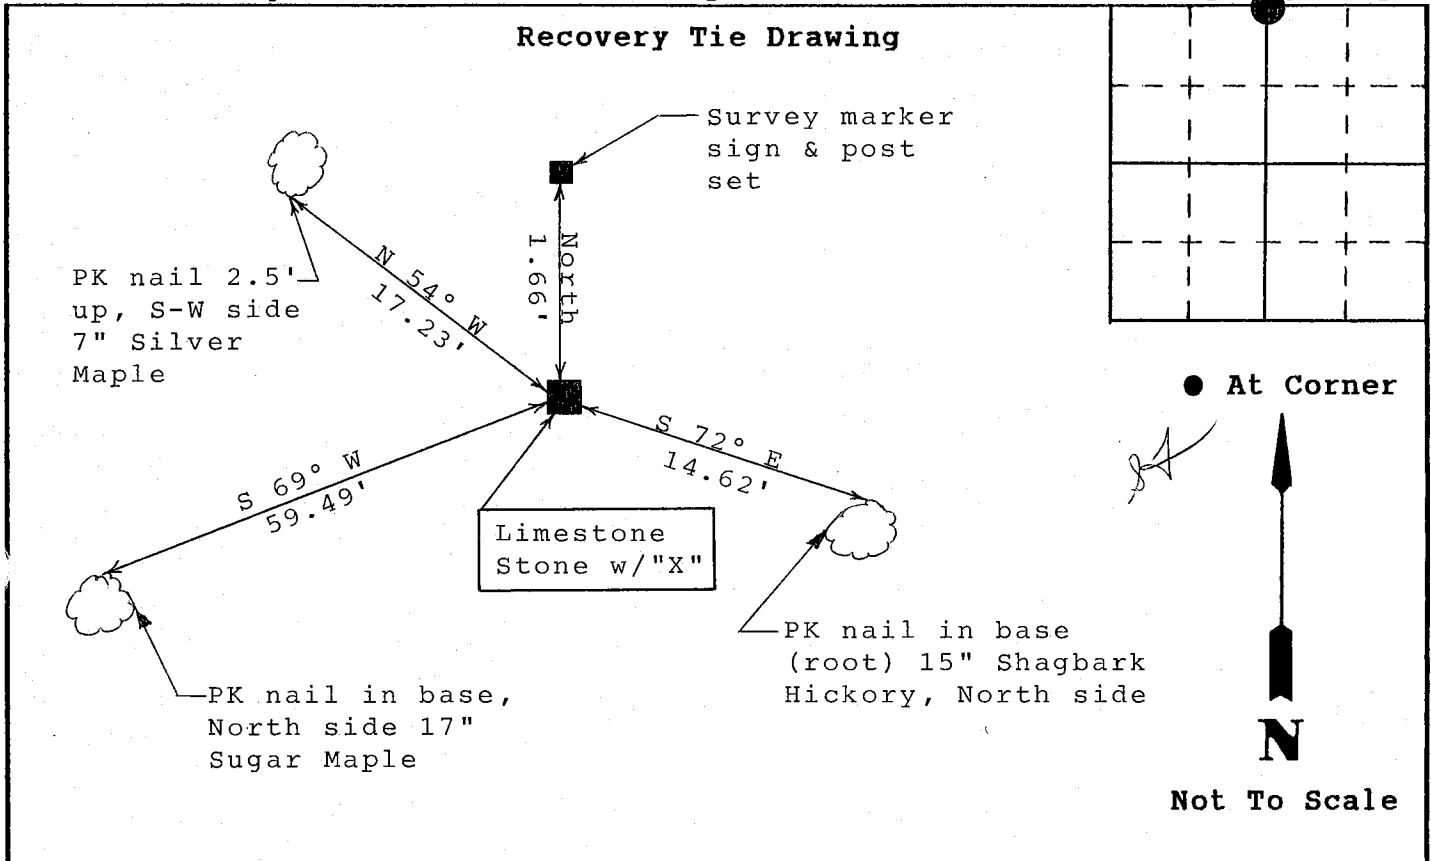 Recovery Tie Drawing
Survey marker
sign & post
set
PK nail 2.5'
up, S-W side
7" Silver
Maple
N 54° W
17.23'
North
1.66'
S 69° W
59.49'
S 72° E
14.62'
Limestone
Stone w/"X"
PK nail in base
(root) 15" Shagbark
Hickory, North side
PK nail in base,
North side 17"
Sugar Maple
At Corner
N
Not To Scale